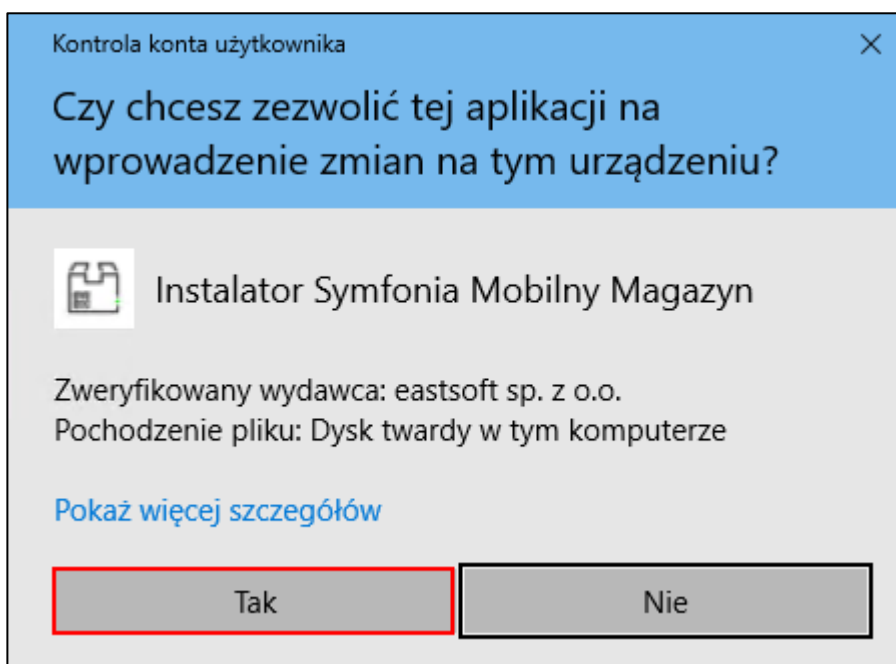 Kontrola konta użytkownika
Czy chcesz zezwolić tej aplikacji na
wprowadzenie zmian na tym urządzeniu?
Instalator Symfonia Mobilny Magazyn
Zweryfikowany wydawca: eastsoft sp. z o.o.
Pochodzenie pliku: Dysk twardy w tym komputerze
Pokaż więcej szczegółów
Tak
Nie